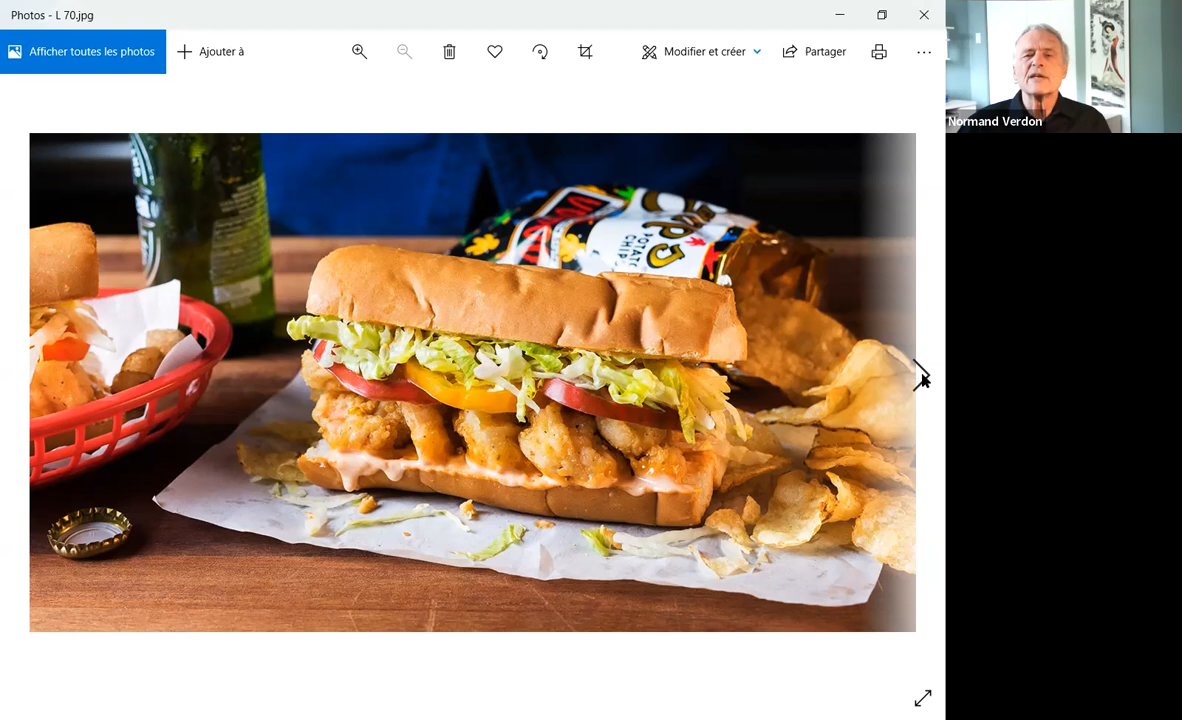 Photos - L 70.jpg
Afficher toutes les photos
Ajouter à
Modifier et créer
Partager
Normand Verdon
POTATO
CHIPS